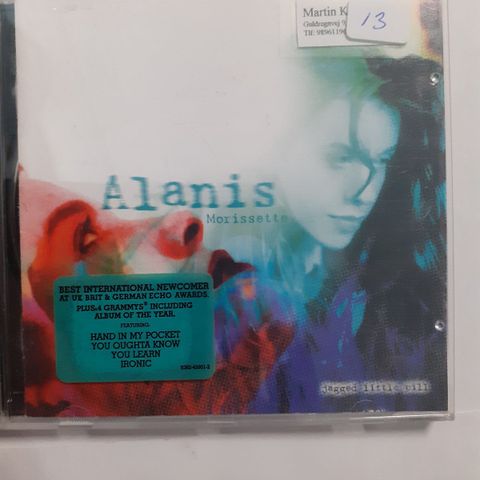 Martin K
13
Alanis
Morissette
BEST INTERNATIONAL NEWCOMER
AT UK BRIT & GERMAN ECHO AWARDS.
PLUS 4 GRAMMYS® INCLUDING
ALBUM OF THE YEAR.
FEATURING:
HAND IN MY POCKET
YOU OUGHTA KNOW
YOU LEARN
IRONIC
jagged little pill